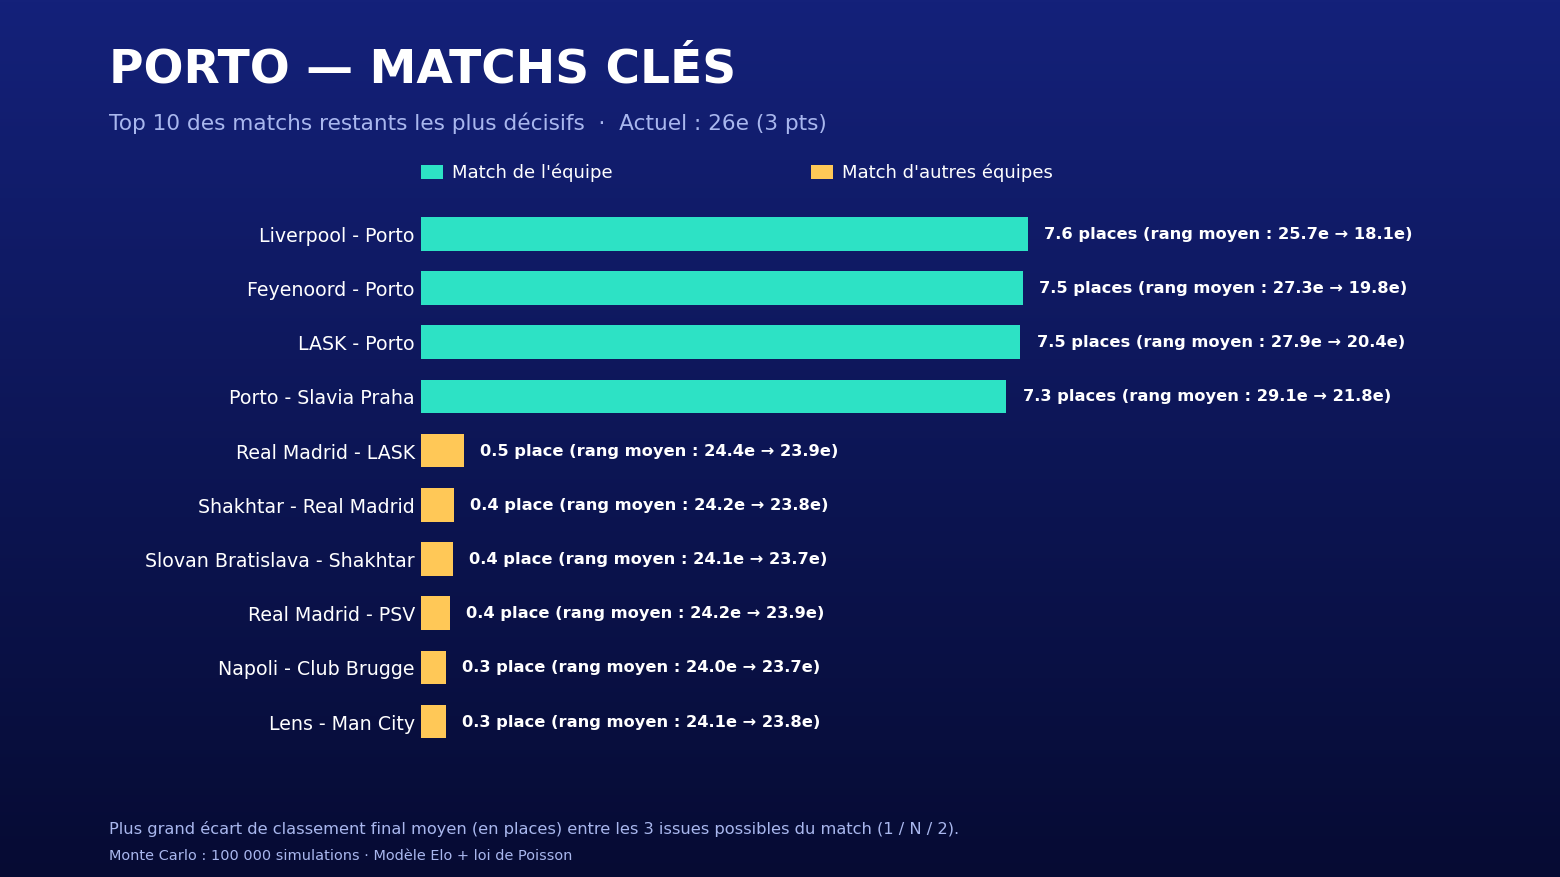 PORTO — MATCHS CLÉS
Top 10 des matchs restants les plus décisifs · Actuel : 26e (3 pts)
Match de l'équipe
Match d'autres équipes
Liverpool - Porto 7.6 places (rang moyen : 25.7e → 18.1e)
Feyenoord - Porto 7.5 places (rang moyen : 27.3e → 19.8e)
LASK - Porto 7.5 places (rang moyen : 27.9e → 20.4e)
Porto - Slavia Praha 7.3 places (rang moyen : 29.1e → 21.8e)
Real Madrid - LASK 0.5 place (rang moyen : 24.4e → 23.9e)
Shakhtar - Real Madrid 0.4 place (rang moyen : 24.2e → 23.8e)
Slovan Bratislava - Shakhtar 0.4 place (rang moyen : 24.1e → 23.7e)
Real Madrid - PSV 0.4 place (rang moyen : 24.2e → 23.9e)
Napoli - Club Brugge 0.3 place (rang moyen : 24.0e → 23.7e)
Lens - Man City 0.3 place (rang moyen : 24.1e → 23.8e)
Plus grand écart de classement final moyen (en places) entre les 3 issues possibles du match (1 / N / 2).
Monte Carlo : 100 000 simulations · Modèle Elo + loi de Poisson